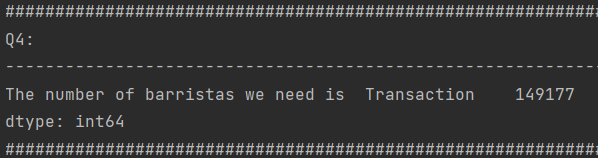 ############################################################
Q4:
------------------------------------------------------------
The number of barristas we need is  Transaction    149177
dtype: int64
############################################################